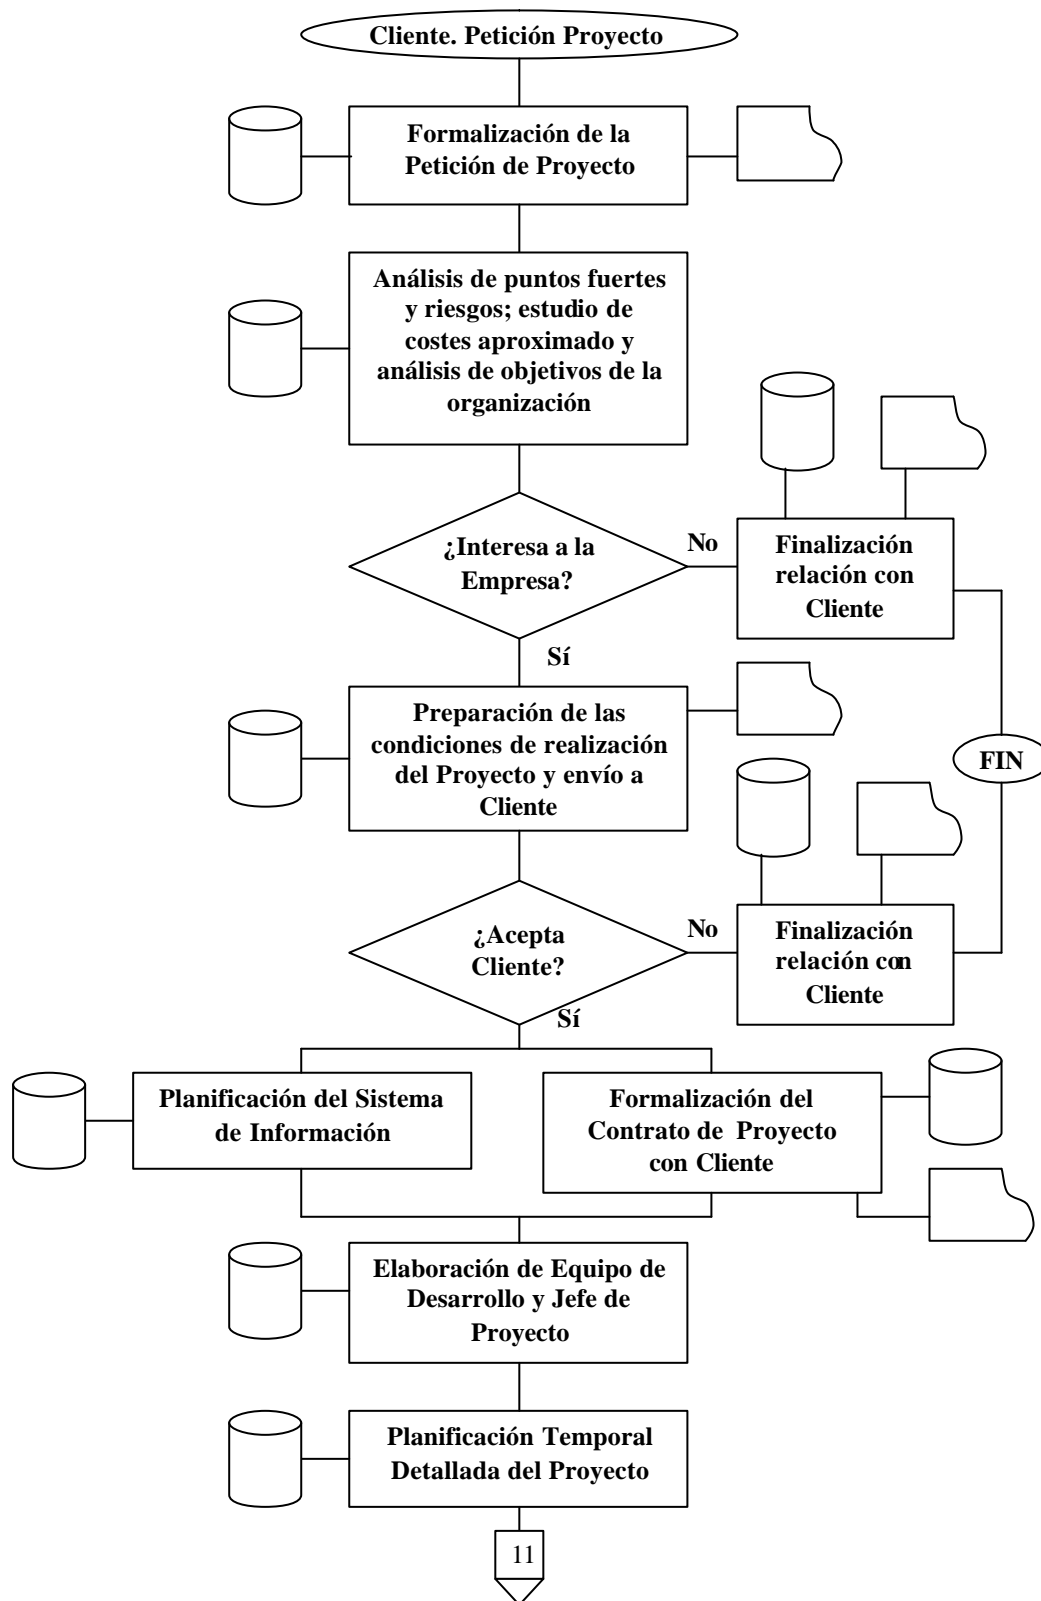 Cliente. Petición Proyecto
Formalización de la
Petición de Proyecto
Análisis de puntos fuertes
y riesgos; estudio de
costes aproximado y
análisis de objetivos de la
organización
¿Interesa a la
Empresa?
No
Finalización
relación con
Cliente
Sí
Preparación de las
condiciones de realización
del Proyecto y envío a
Cliente
FIN
¿Acepta
Cliente?
No
Finalización
relación con
Cliente
Sí
Planificación del Sistema
de Información
Formalización del
Contrato de Proyecto
con Cliente
Elaboración de Equipo de
Desarrollo y Jefe de
Proyecto
Planificación Temporal
Detallada del Proyecto
11